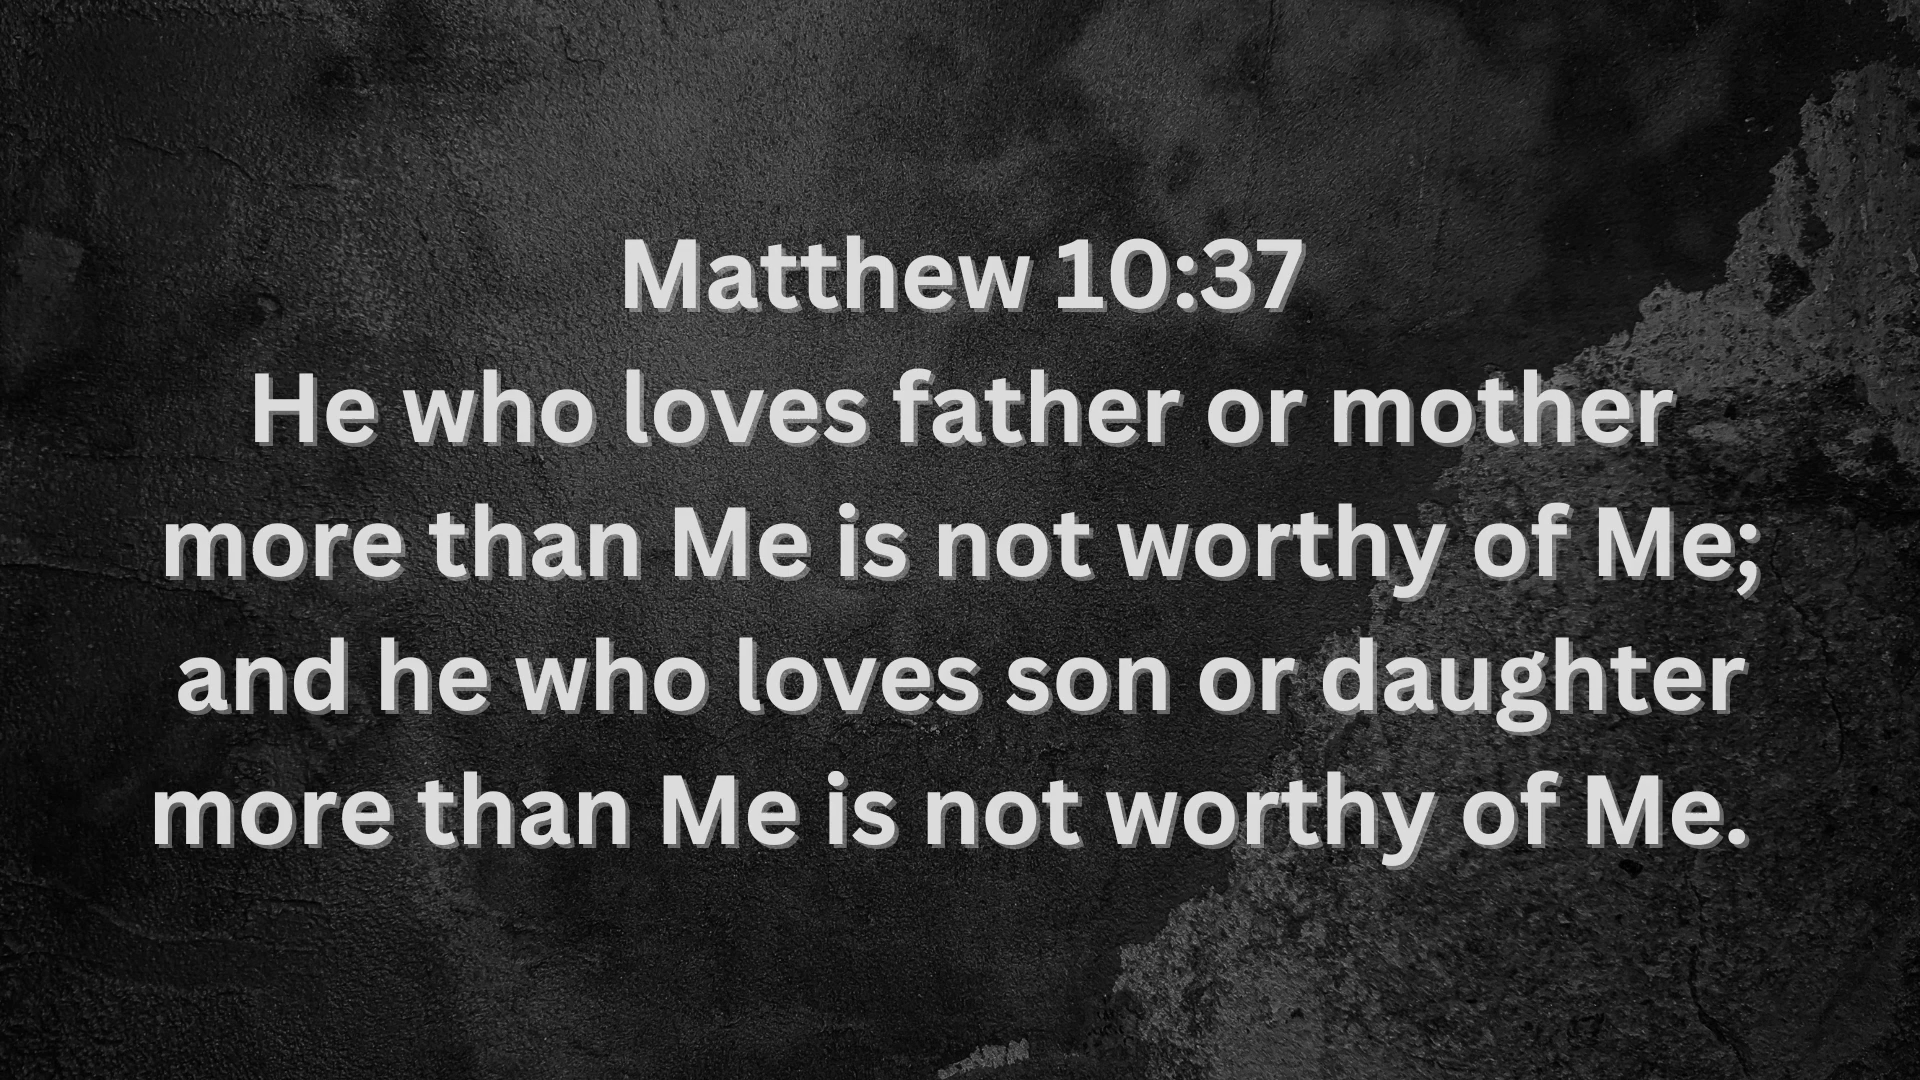 Matthew 10:37
He who loves father or mother
more than Me is not worthy of Me;
and he who loves son or daughter
more than Me is not worthy of Me.